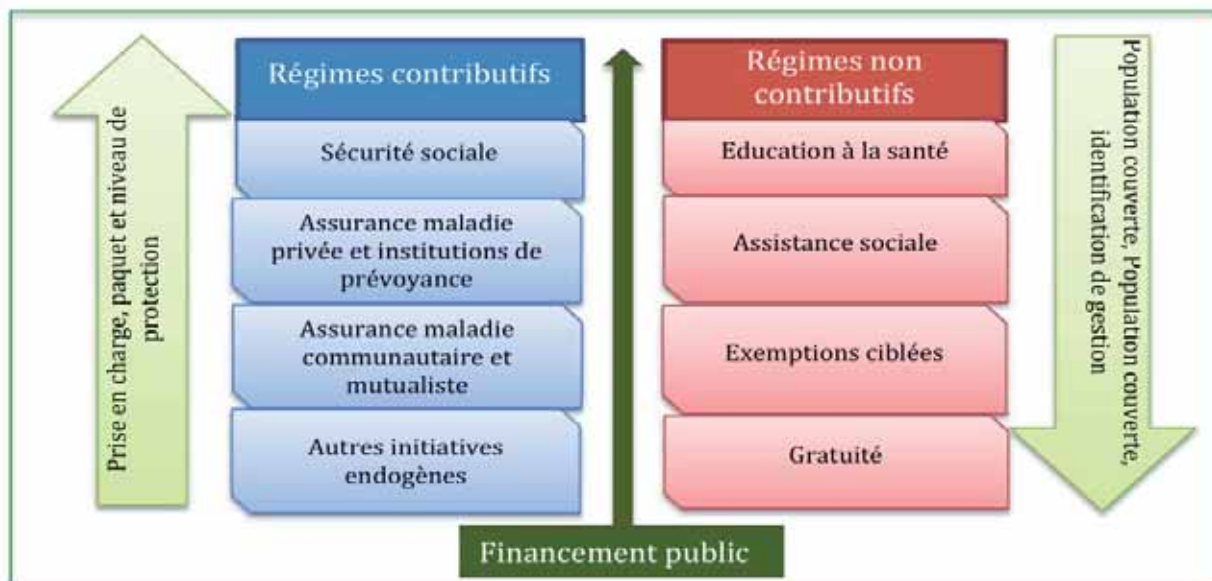 Prise en charge, paquet et niveau de
protection
Régimes contributifs
Sécurité sociale
Assurance maladie
privée et institutions de
prévoyance
Assurance maladie
communautaire et
mutualiste
Autres initiatives
endogènes
Régimes non
contributifs
Education à la santé
Assistance sociale
Exemptions ciblées
Gratuité
Population couverte, Population couverte,
identification de gestion
Financement public